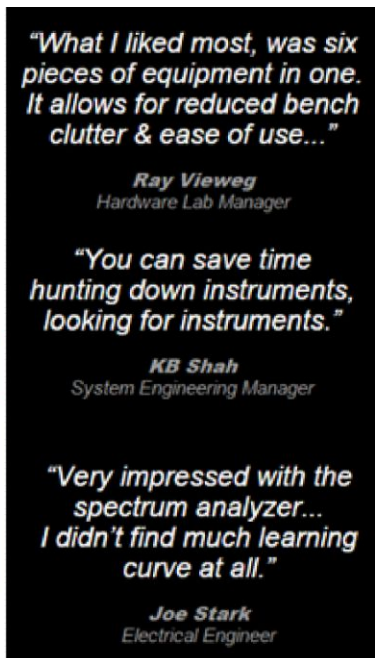 “What I liked most, was six
pieces of equipment in one.
It allows for reduced bench
clutter & ease of use...”
Ray Vieweg
Hardware Lab Manager
“You can save time
hunting down instruments,
looking for instruments.”
KB Shah
System Engineering Manager
“Very impressed with the
spectrum analyzer...
I didn’t find much learning
curve at all.”
Joe Stark
Electrical Engineer